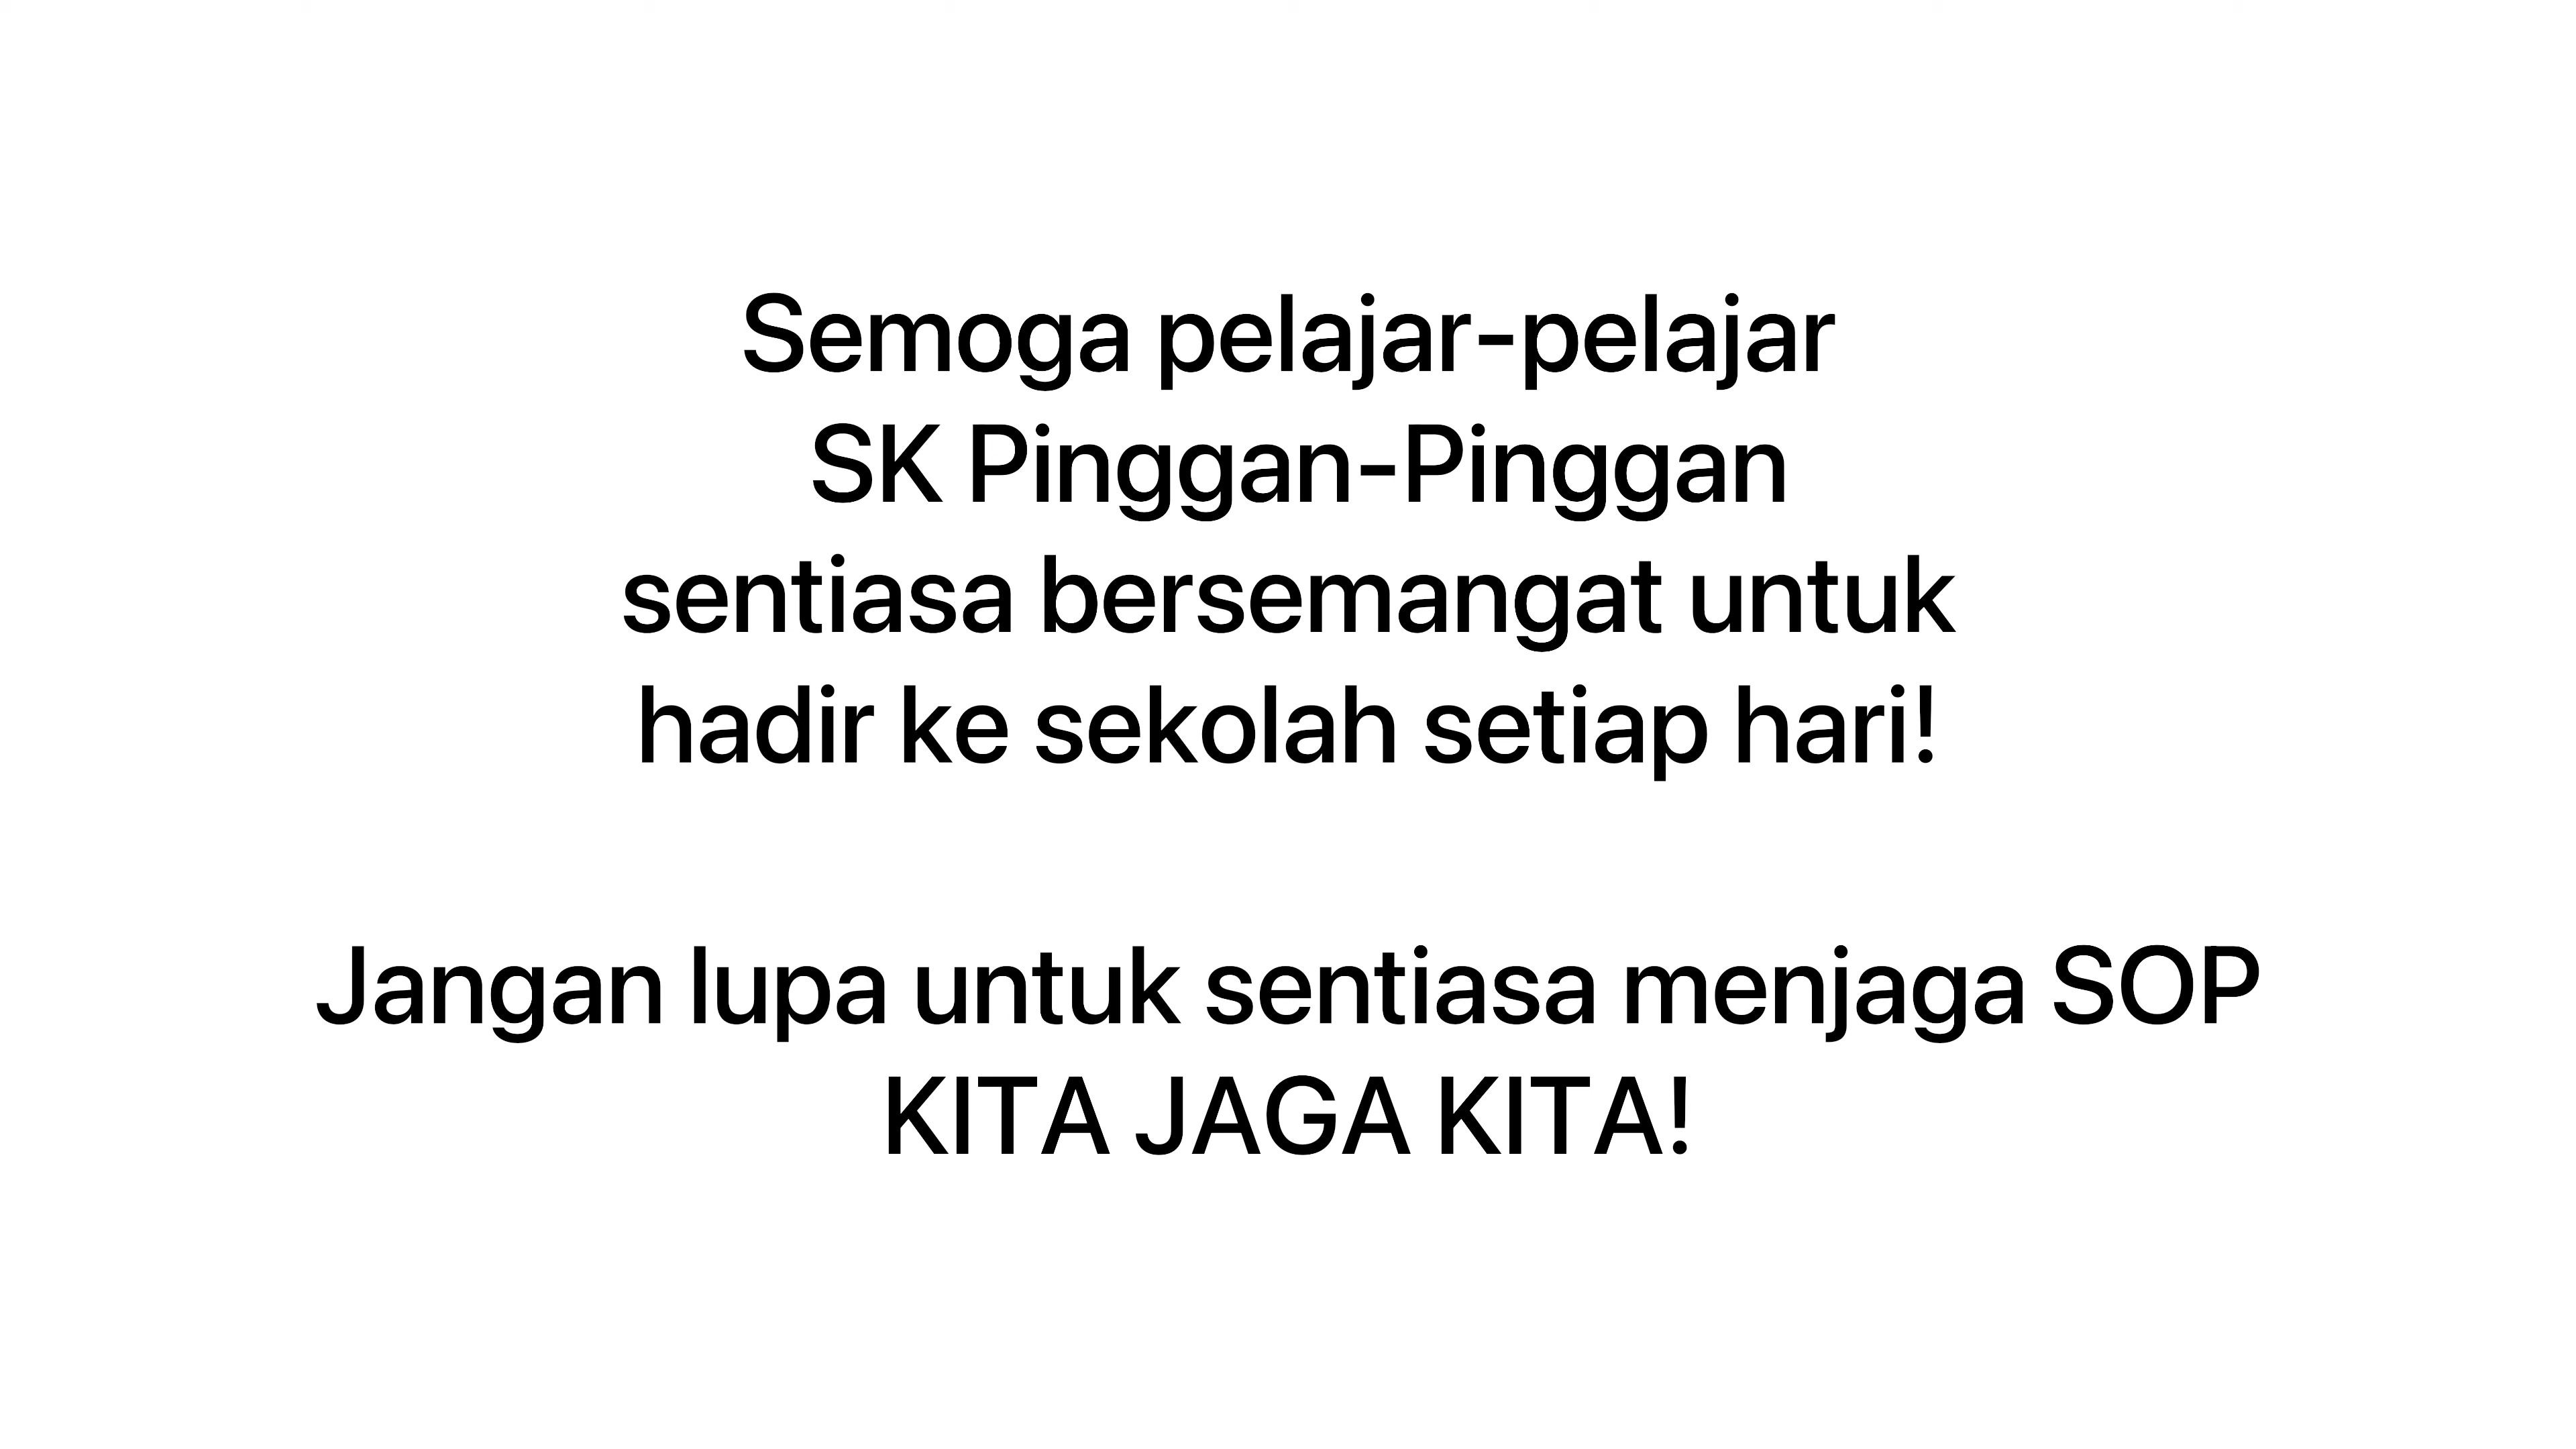 Semoga pelajar-pelajar
SK Pinggan-Pinggan
sentiasa bersemangat untuk
hadir ke sekolah setiap hari!
Jangan lupa untuk sentiasa menjaga SOP
KITA JAGA KITA!